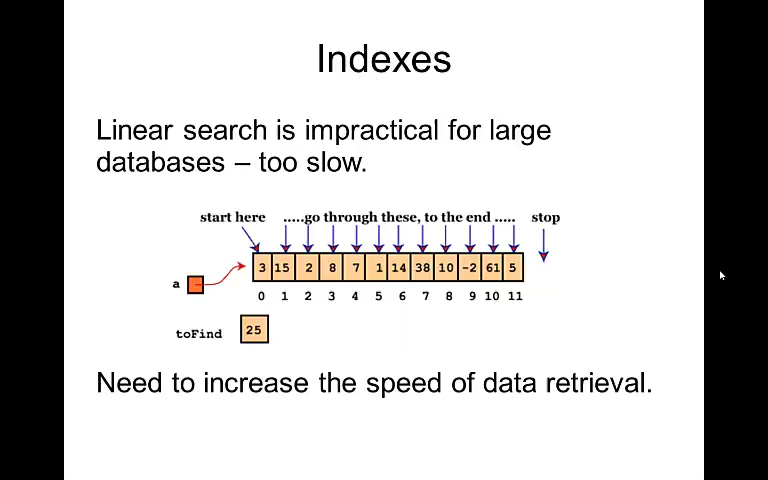 Indexes
Linear search is impractical for large
databases – too slow.
start here .....go through these, to the end ..... stop
a 3 15 2 8 7 1 14 38 10 -2 61 5
0 1 2 3 4 5 6 7 8 9 10 11
toFind 25
Need to increase the speed of data retrieval.